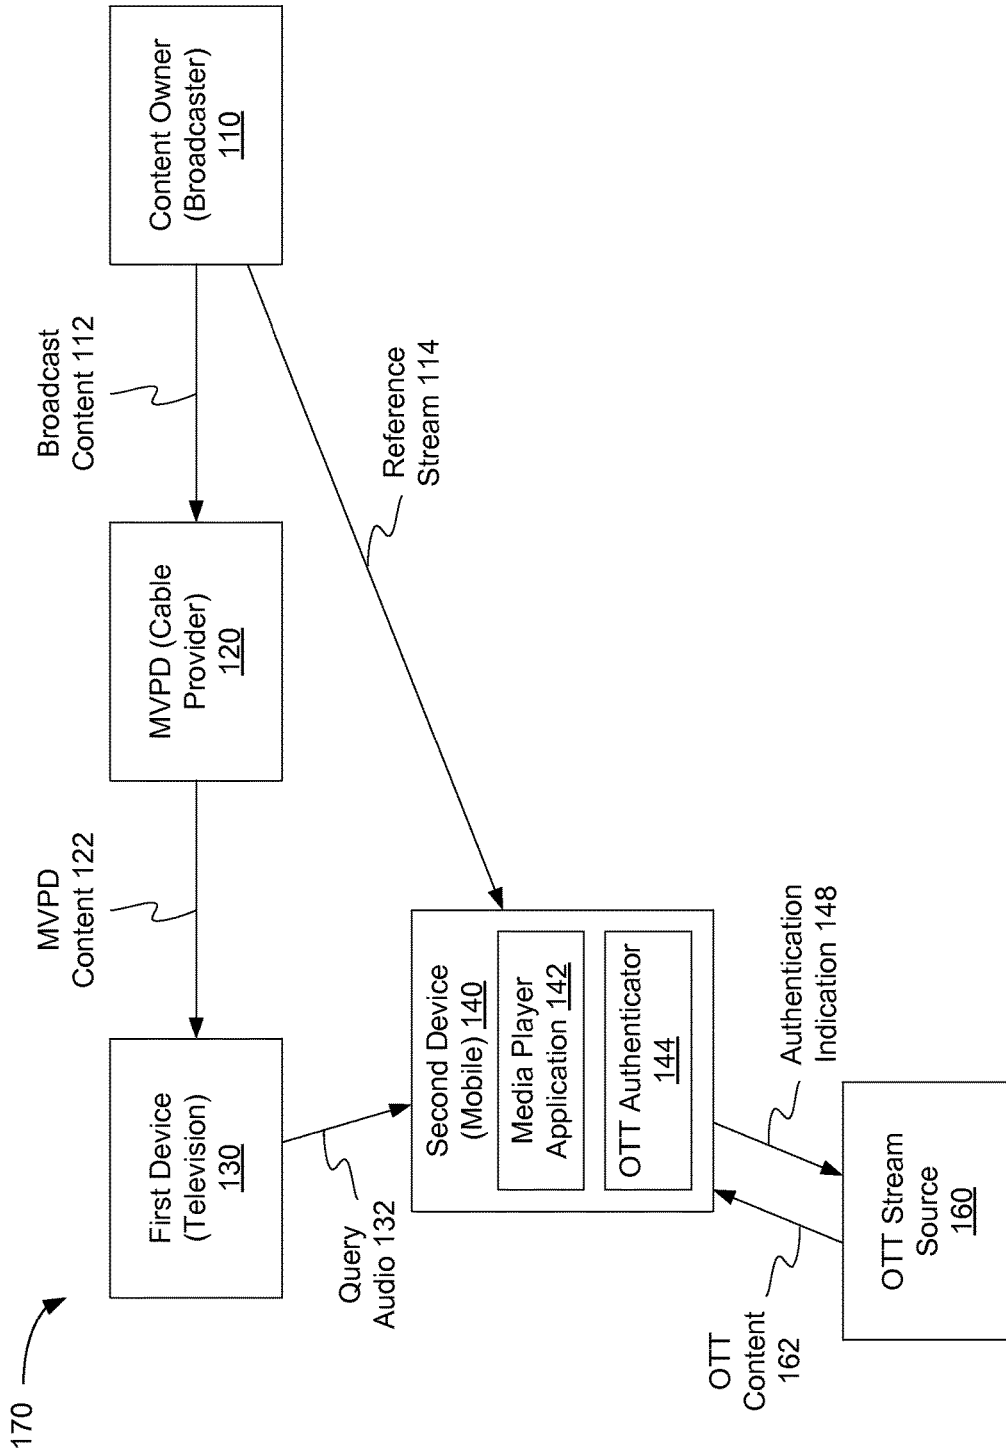 170
First Device
(Television)
130
MVPD
Content 122
MVPD (Cable
Provider)
120
Broadcast
Content 112
Content Owner
(Broadcaster)
110
Query
Audio 132
Reference
Stream 114
Second Device
(Mobile) 140
Media Player
Application 142
OTT Authenticator
144
OTT
Content
162
Authentication
Indication 148
OTT Stream
Source
160